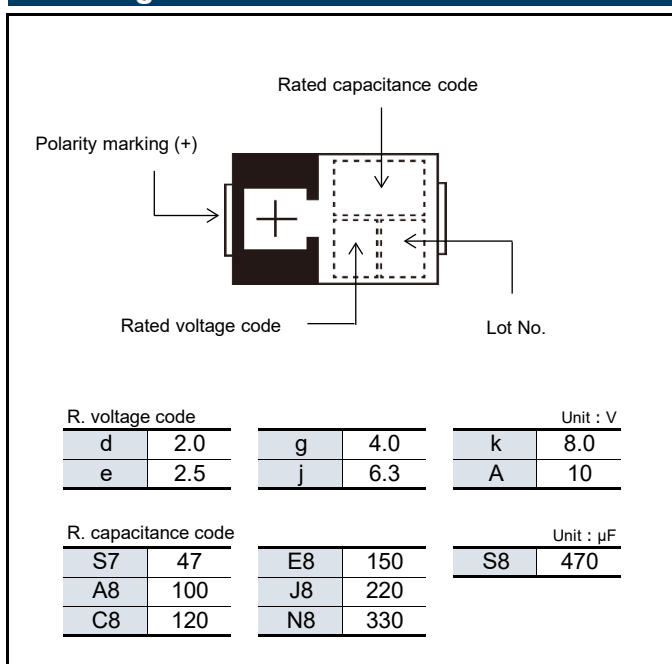 Rated capacitance code
Polarity marking (+)
Rated voltage code
Lot No.
R. voltage code
Unit : V
d 2.0 g 4.0 k 8.0
e 2.5 j 6.3 A 10
R. capacitance code
Unit : µF
S7 47 E8 150 S8 470
A8 100 J8 220
C8 120 N8 330